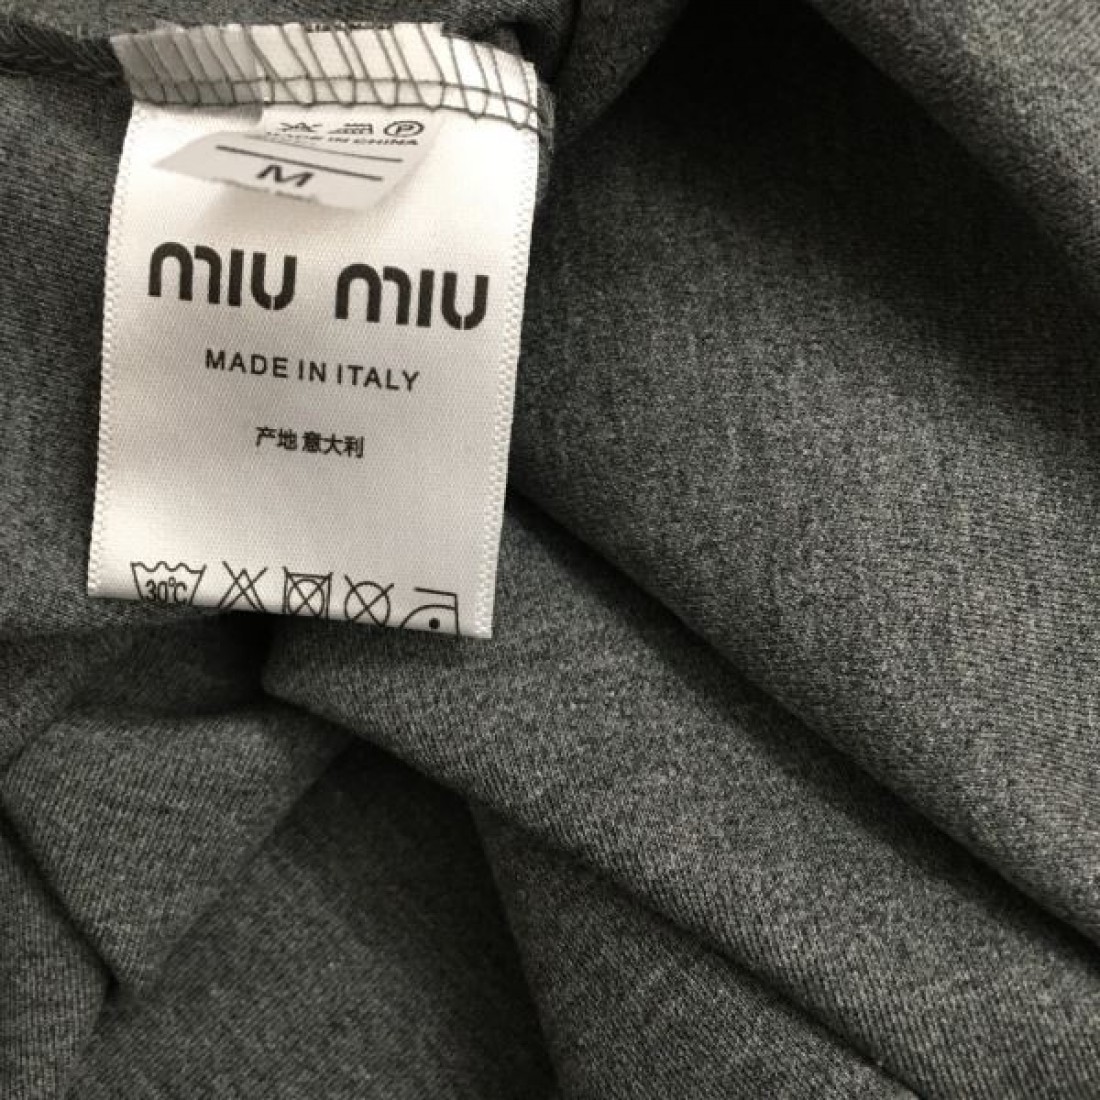 P
MADE IN CHINA
M
miu miu
MADE IN ITALY
产地 意大利
30°C